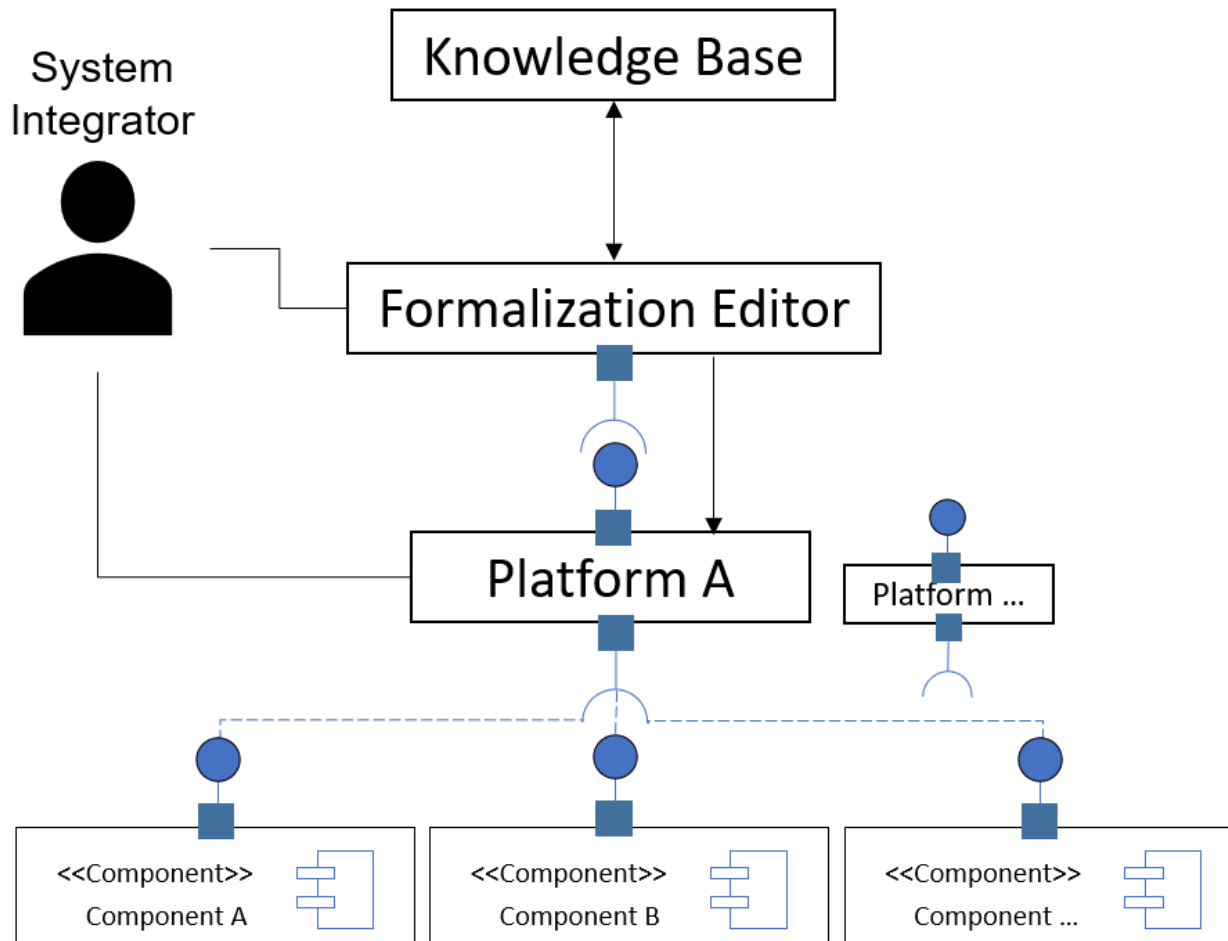 Knowledge Base
System
Integrator
Formalization Editor
Platform A
Platform ...
<<Component>>
Component A
<<Component>>
Component B
<<Component>>
Component ...